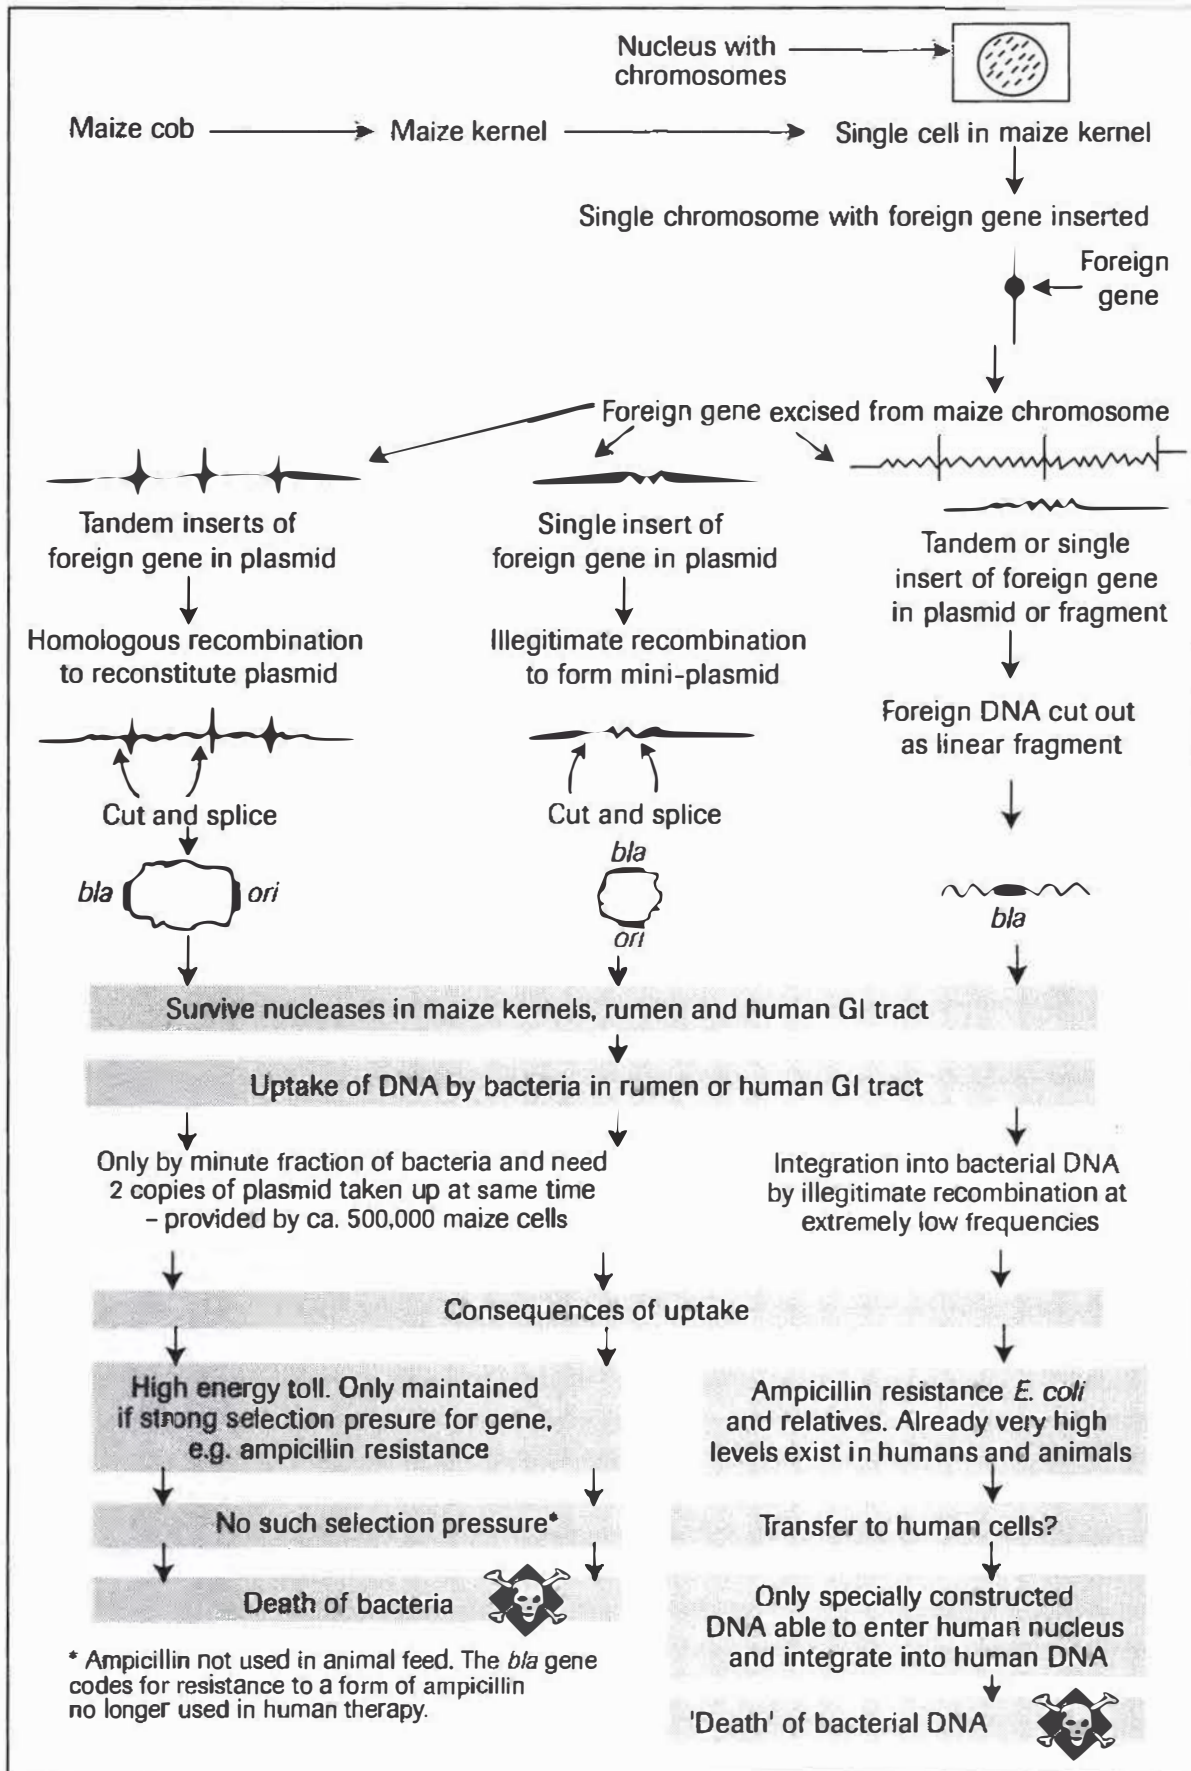 Nucleus with
chromosomes
Maize cob
Maize kernel
Single cell in maize kernel
Single chromosome with foreign gene inserted
Foreign
gene
Foreign gene excised from maize chromosome
Tandem inserts of
foreign gene in plasmid
Single insert of
foreign gene in plasmid
Tandem or single
insert of foreign gene
in plasmid or fragment
Homologous recombination
to reconstitute plasmid
Illegitimate recombination
to form mini-plasmid
Foreign DNA cut out
as linear fragment
Cut and splice
Cut and splice
bla
ori
bla
ori
bla
Survive nucleases in maize kernels, rumen and human GI tract
Uptake of DNA by bacteria in rumen or human GI tract
Only by minute fraction of bacteria and need
2 copies of plasmid taken up at same time
– provided by ca. 500,000 maize cells
Integration into bacterial DNA
by illegitimate recombination at
extremely low frequencies
Consequences of uptake
High energy toll. Only maintained
if strong selection presure for gene,
e.g. ampicillin resistance
Ampicillin resistance E. coli
and relatives. Already very high
levels exist in humans and animals
No such selection pressure*
Transfer to human cells?
Death of bacteria
Only specially constructed
DNA able to enter human nucleus
and integrate into human DNA
* Ampicillin not used in animal feed. The bla gene
codes for resistance to a form of ampicillin
no longer used in human therapy.
'Death' of bacterial DNA